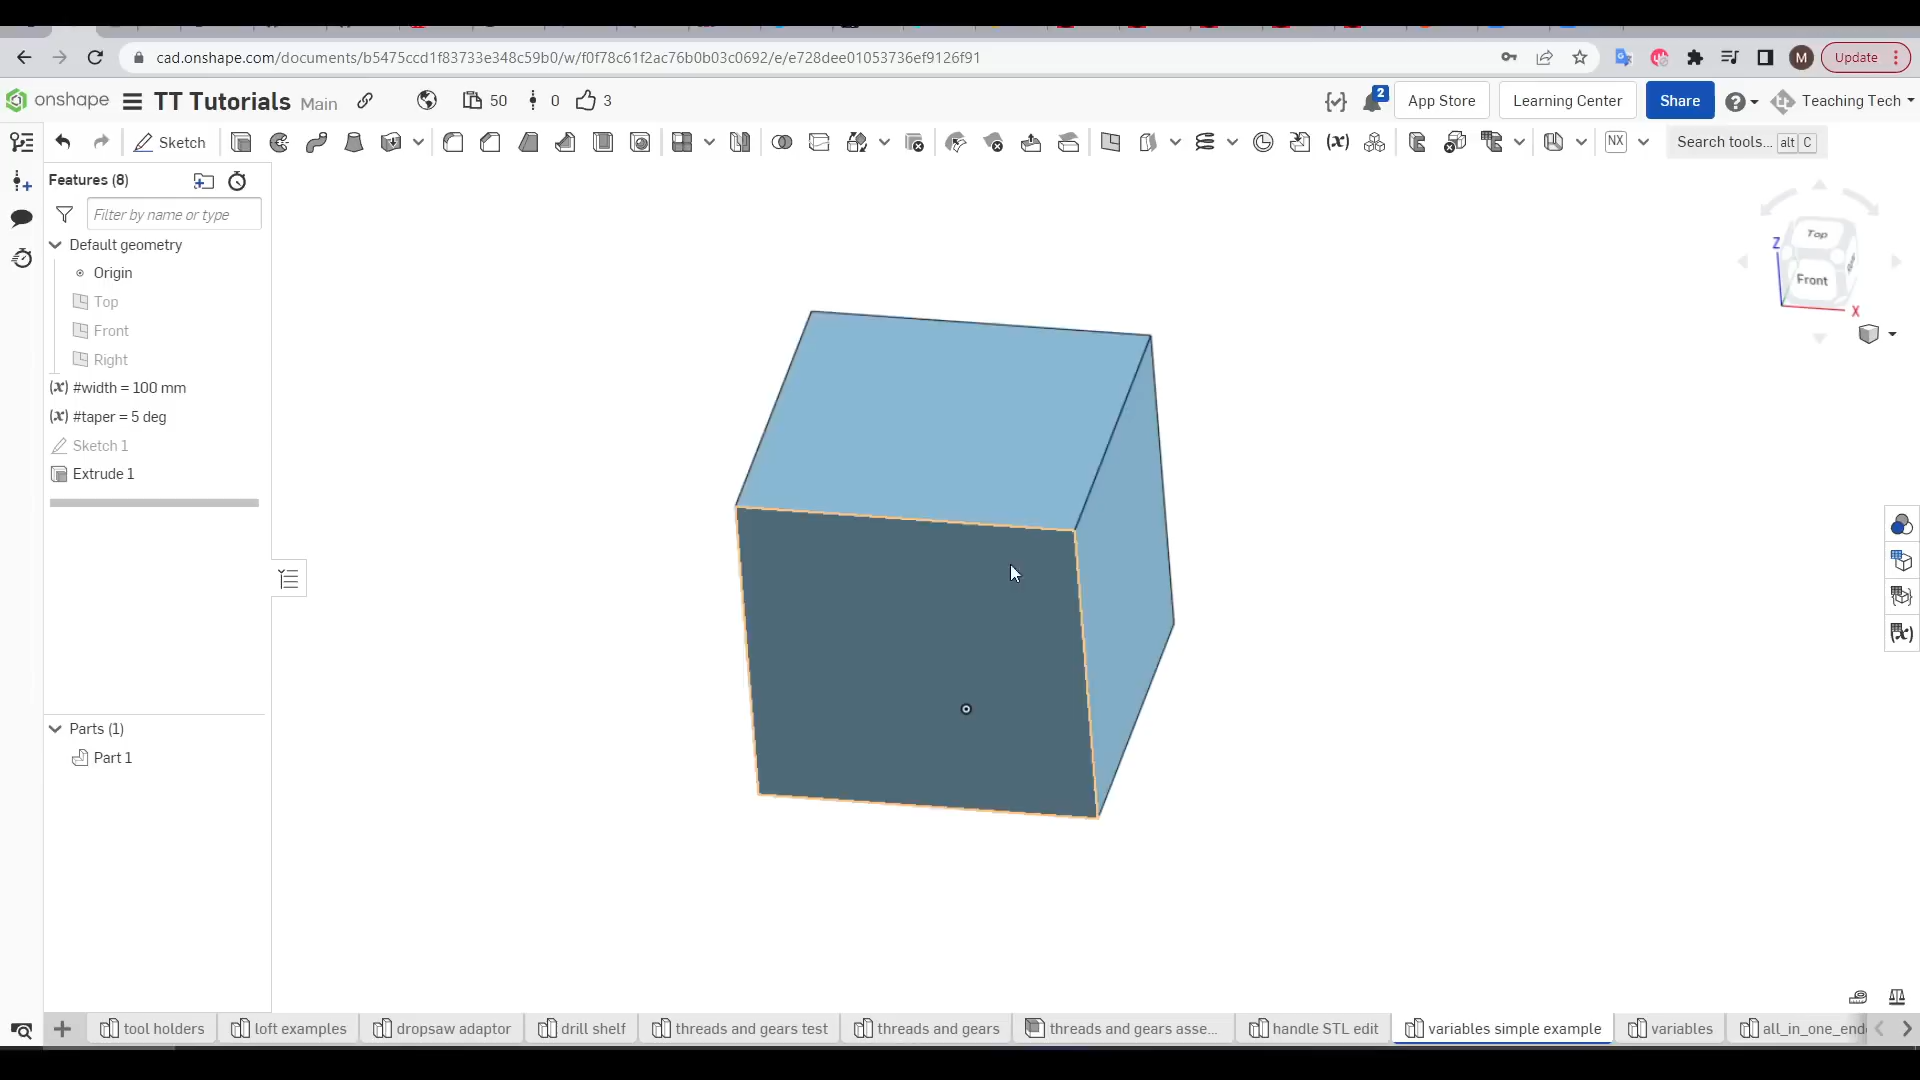 cad.onshape.com/documents/b5475ccd1f83733e348c59b0/w/f0f78c61f2ac76b0b03c0692/e/e728dee01053736ef9126f91
M
Update
onshape
TT Tutorials
Main
50
0
3
2
App Store
Learning Center
Share
Teaching Tech
Sketch
(x)
NX
Search tools...
alt
C
Features (8)
Filter by name or type
Default geometry
Origin
Top
Front
Right
(x) #width = 100 mm
(x) #taper = 5 deg
Sketch 1
Extrude 1
Top
Front
Z
X
Parts (1)
Part 1
(x)
tool holders
loft examples
dropsaw adaptor
drill shelf
threads and gears test
threads and gears
threads and gears asse...
handle STL edit
variables simple example
variables
all_in_one_end